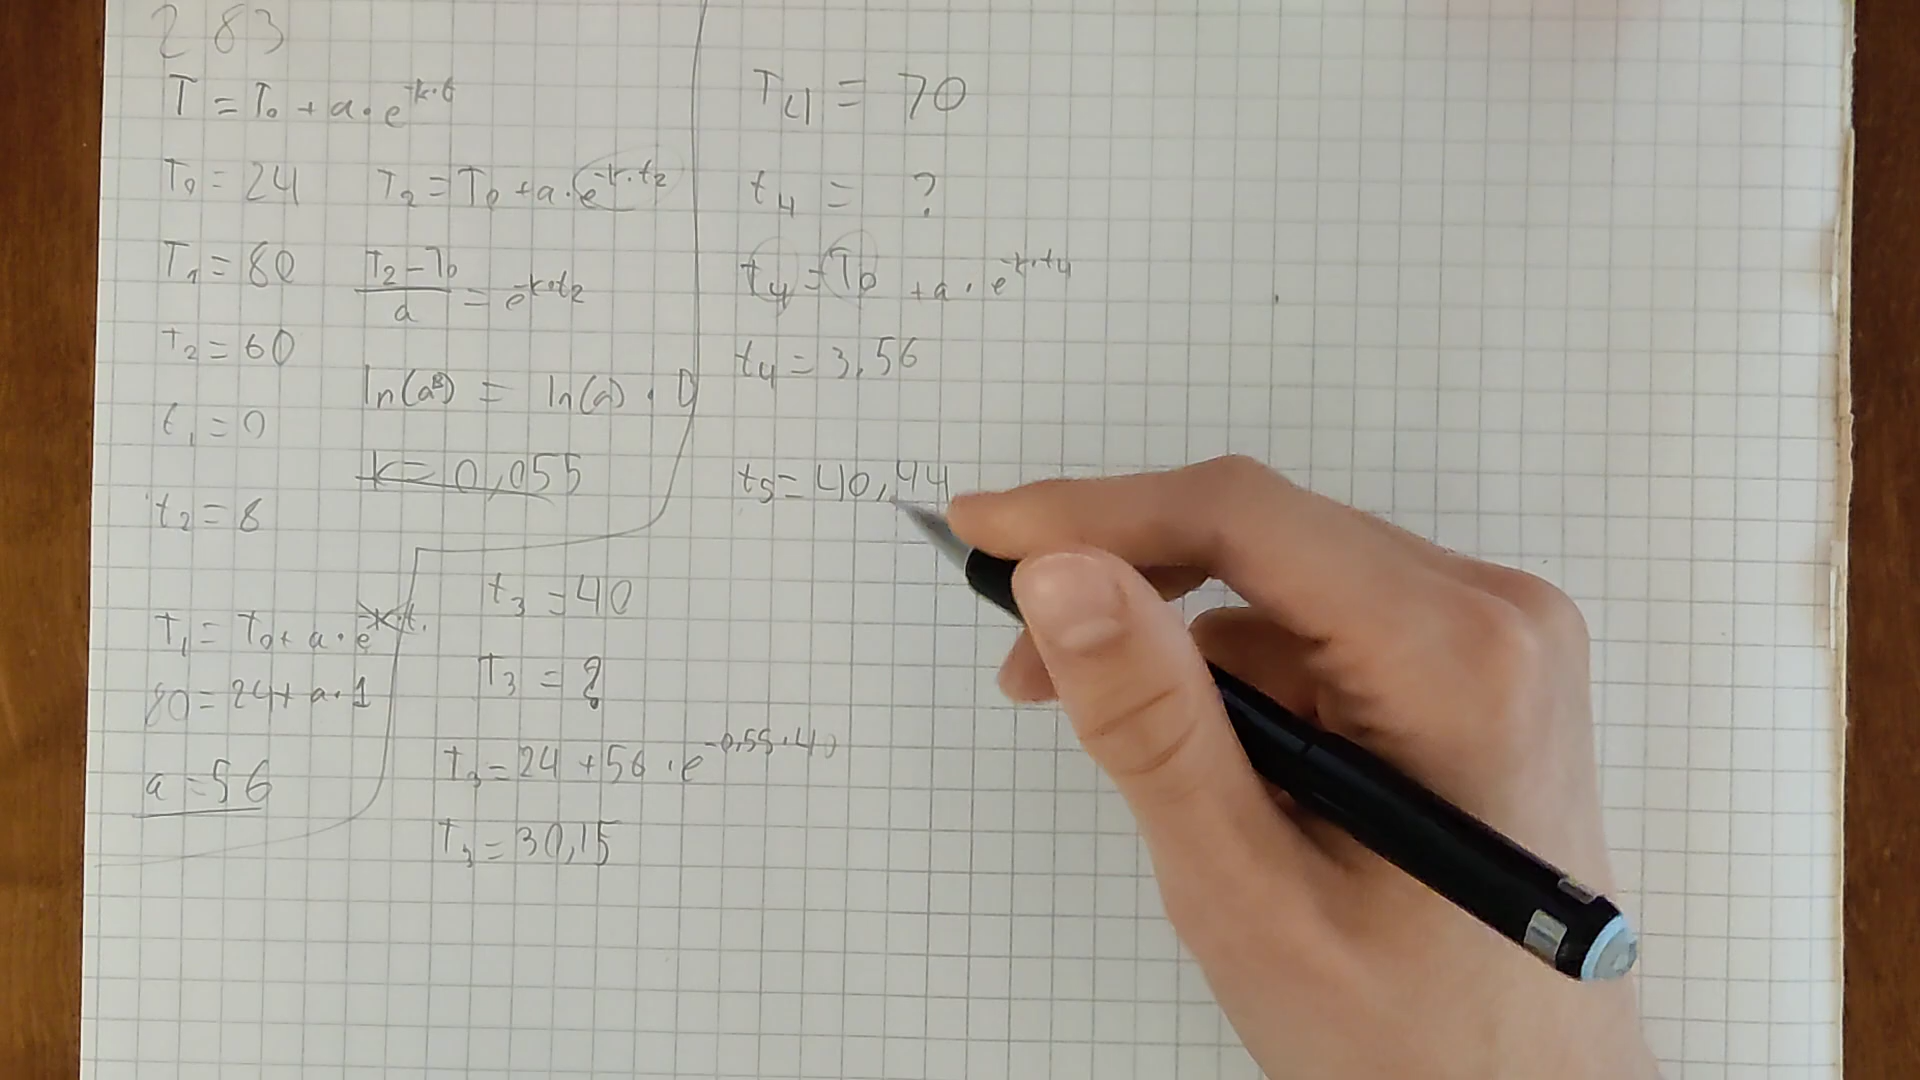 283
T = T₀ + a · e^(-k·t)
T₀ = 24
T₁ = 80
T₂ = 60
t₁ = 0
t₂ = 8
T₁ = T₀ + a · e^(-k·t₁)
80 = 24 + a · 1
a = 56
T₂ = T₀ + a · e^(-k·t₂)
(T₂ - T₀)/a = e^(-k·t₂)
ln(aᴮ) = ln(a) ·
k = 0,055
t₃ = 40
T₃ = ?
T₃ = 24 + 56 · e^(-0,55·40)
T₃ = 30,15
T₄ = 70
t₄ = ?
t₄ = T₀ + a · e^(-k·t₄)
t₄ = 3,56
t₅ = 40,44